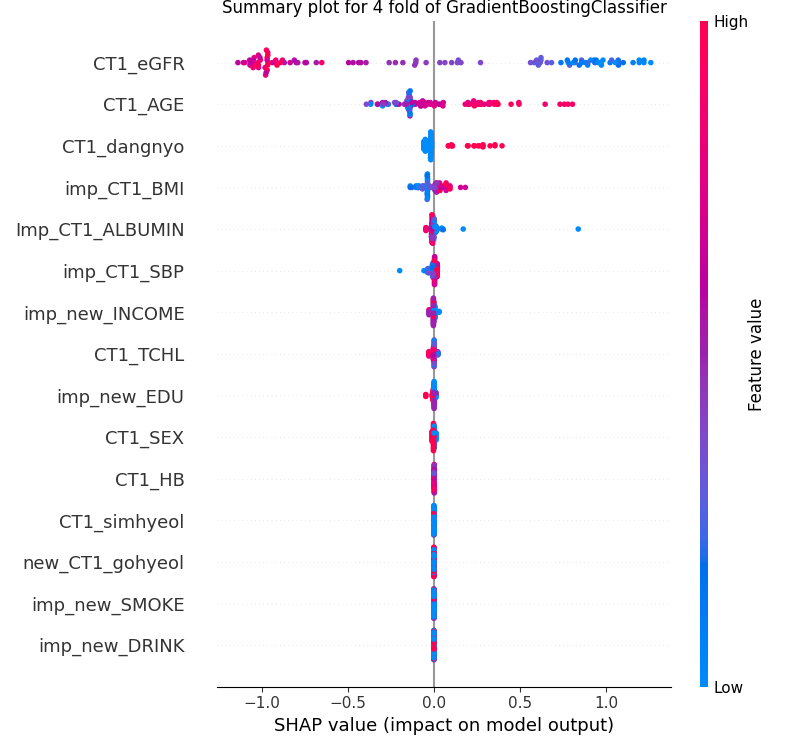 Summary plot for 4 fold of GradientBoostingClassifier
High
CT1_eGFR
CT1_AGE
CT1_dangnyo
imp_CT1_BMI
Imp_CT1_ALBUMIN
imp_CT1_SBP
imp_new_INCOME
CT1_TCHL
imp_new_EDU
CT1_SEX
CT1_HB
CT1_simhyeol
new_CT1_gohyeol
imp_new_SMOKE
imp_new_DRINK
Feature value
Low
−1.0 −0.5 0.0 0.5 1.0
SHAP value (impact on model output)